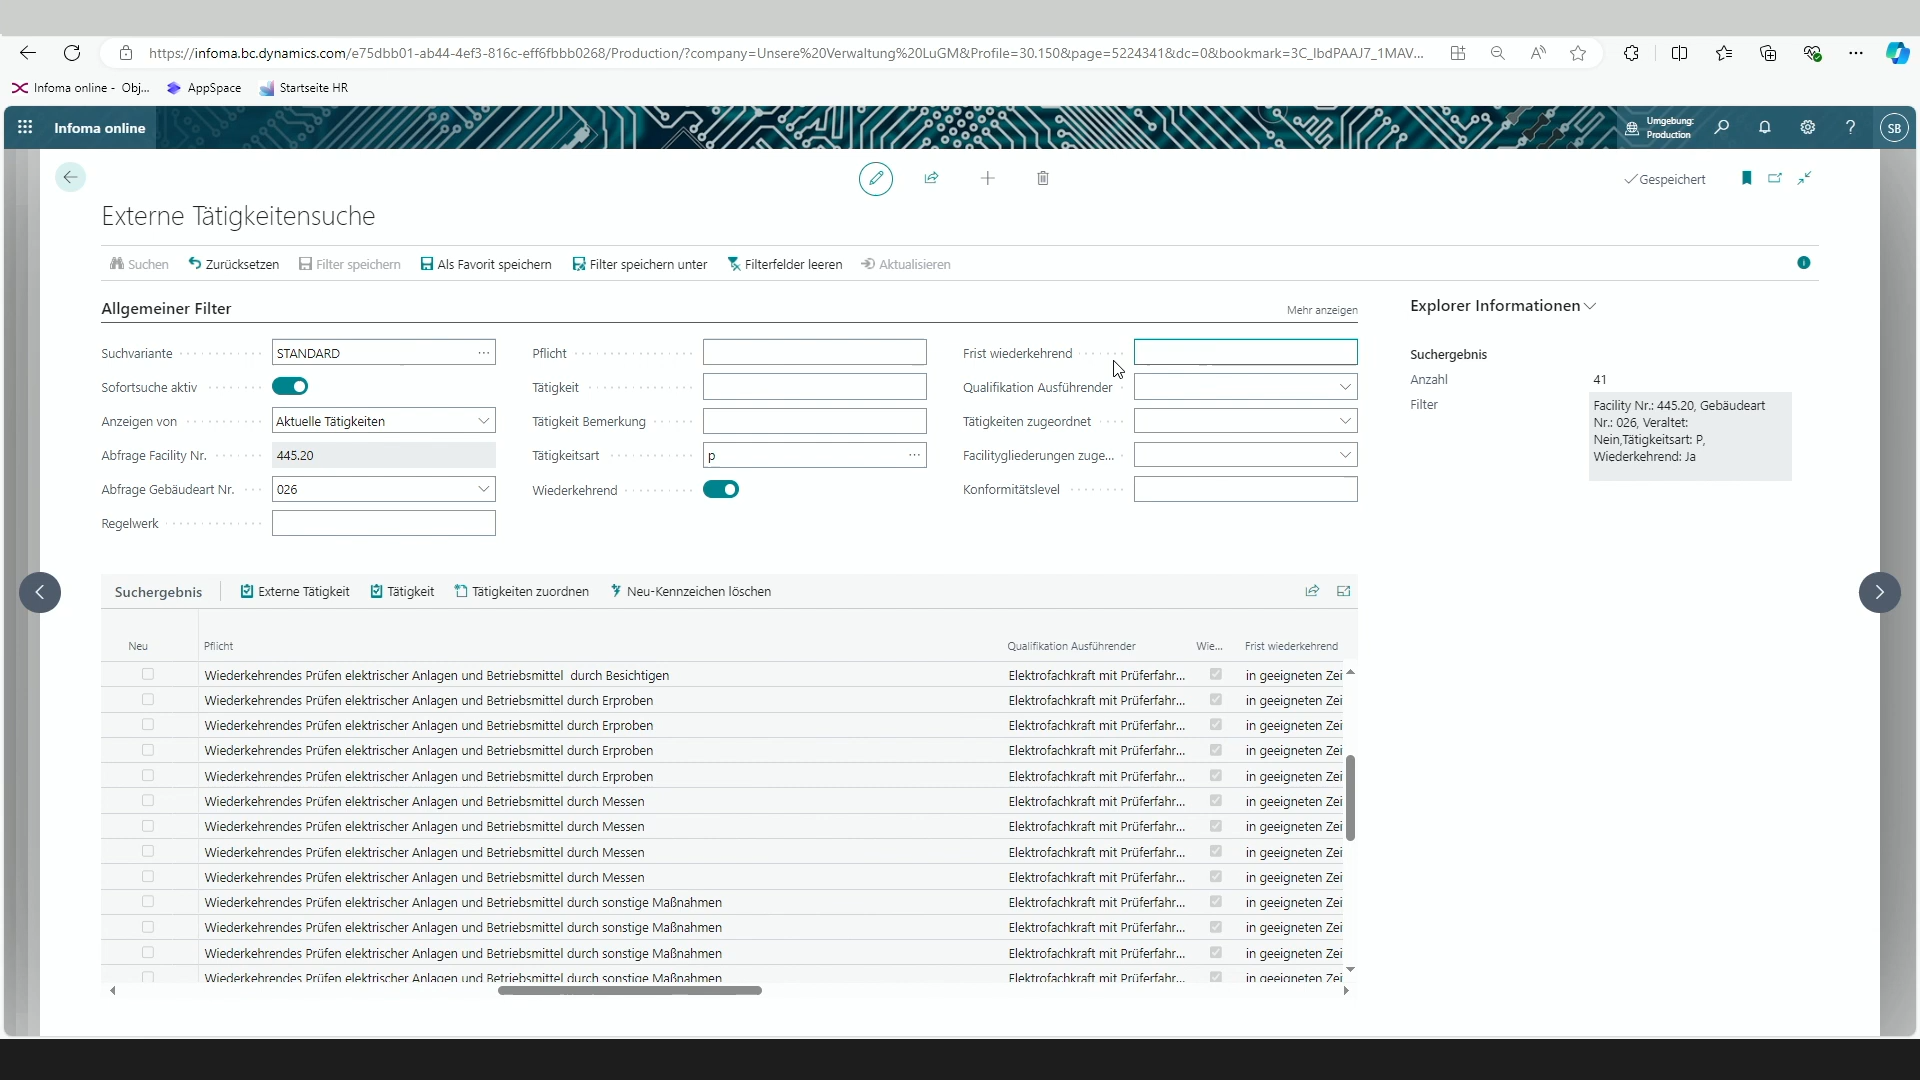 https://infoma.bc.dynamics.com/e75dbb01-ab44-4ef3-816c-eff6fbbb0268/Production/?company=Unsere%20Verwaltung%20LuGM&Profile=30.150&page=5224341&dc=0&bookmark=3C_IbdPAAJ7_1MAV...
Infoma online - Obj...
AppSpace
Startseite HR
Infoma online
Umgebung:
Production
SB
Gespeichert
Externe Tätigkeitensuche
Suchen
Zurücksetzen
Filter speichern
Als Favorit speichern
Filter speichern unter
Filterfelder leeren
Aktualisieren
Allgemeiner Filter
Mehr anzeigen
Suchvariante STANDARD
Sofortsuche aktiv
Anzeigen von Aktuelle Tätigkeiten
Abfrage Facility Nr. 445.20
Abfrage Gebäudeart Nr. 026
Regelwerk
Pflicht
Tätigkeit
Tätigkeit Bemerkung
Tätigkeitsart p
Wiederkehrend
Frist wiederkehrend
Qualifikation Ausführender
Tätigkeiten zugeordnet
Facilitygliederungen zuge...
Konformitätslevel
Explorer Informationen
Suchergebnis
Anzahl 41
Filter
Facility Nr.: 445.20, Gebäudeart
Nr.: 026, Veraltet:
Nein,Tätigkeitsart: P,
Wiederkehrend: Ja
Suchergebnis
Externe Tätigkeit
Tätigkeit
Tätigkeiten zuordnen
Neu-Kennzeichen löschen
Neu Pflicht Qualifikation Ausführender Wie... Frist wiederkehrend
Wiederkehrendes Prüfen elektrischer Anlagen und Betriebsmittel  durch Besichtigen Elektrofachkraft mit Prüferfahr... in geeigneten Zei
Wiederkehrendes Prüfen elektrischer Anlagen und Betriebsmittel durch Erproben Elektrofachkraft mit Prüferfahr... in geeigneten Zei
Wiederkehrendes Prüfen elektrischer Anlagen und Betriebsmittel durch Erproben Elektrofachkraft mit Prüferfahr... in geeigneten Zei
Wiederkehrendes Prüfen elektrischer Anlagen und Betriebsmittel durch Erproben Elektrofachkraft mit Prüferfahr... in geeigneten Zei
Wiederkehrendes Prüfen elektrischer Anlagen und Betriebsmittel durch Erproben Elektrofachkraft mit Prüferfahr... in geeigneten Zei
Wiederkehrendes Prüfen elektrischer Anlagen und Betriebsmittel durch Messen Elektrofachkraft mit Prüferfahr... in geeigneten Zei
Wiederkehrendes Prüfen elektrischer Anlagen und Betriebsmittel durch Messen Elektrofachkraft mit Prüferfahr... in geeigneten Zei
Wiederkehrendes Prüfen elektrischer Anlagen und Betriebsmittel durch Messen Elektrofachkraft mit Prüferfahr... in geeigneten Zei
Wiederkehrendes Prüfen elektrischer Anlagen und Betriebsmittel durch Messen Elektrofachkraft mit Prüferfahr... in geeigneten Zei
Wiederkehrendes Prüfen elektrischer Anlagen und Betriebsmittel durch sonstige Maßnahmen Elektrofachkraft mit Prüferfahr... in geeigneten Zei
Wiederkehrendes Prüfen elektrischer Anlagen und Betriebsmittel durch sonstige Maßnahmen Elektrofachkraft mit Prüferfahr... in geeigneten Zei
Wiederkehrendes Prüfen elektrischer Anlagen und Betriebsmittel durch sonstige Maßnahmen Elektrofachkraft mit Prüferfahr... in geeigneten Zei
Wiederkehrendes Prüfen elektrischer Anlagen und Betriebsmittel durch sonstige Maßnahmen Elektrofachkraft mit Prüferfahr... in geeigneten Zei